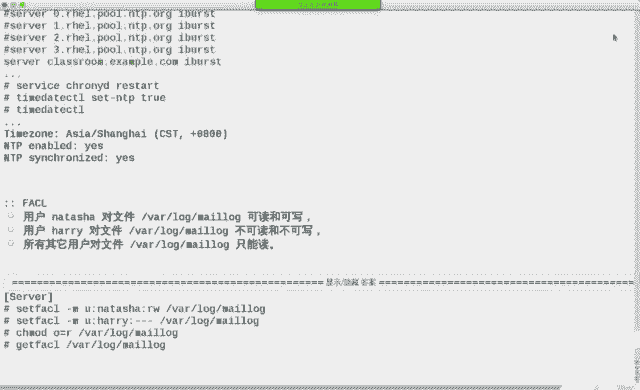 #server 0.rhel.pool.ntp.org iburst
#server 1.rhel.pool.ntp.org iburst
#server 2.rhel.pool.ntp.org iburst
#server 3.rhel.pool.ntp.org iburst
server classroom.example.com iburst
...
# service chronyd restart
# timedatectl set-ntp true
# timedatectl
...
Timezone: Asia/Shanghai (CST, +0800)
NTP enabled: yes
NTP synchronized: yes
:: FACL
用户 natasha 对文件 /var/log/maillog 可读和可写，
用户 harry 对文件 /var/log/maillog 不可读和不可写，
所有其它用户对文件 /var/log/maillog 只能读。
显示/隐藏 答案
[Server]
# setfacl -m u:natasha:rw /var/log/maillog
# setfacl -m u:harry:--- /var/log/maillog
# chmod o=r /var/log/maillog
# getfacl /var/log/maillog